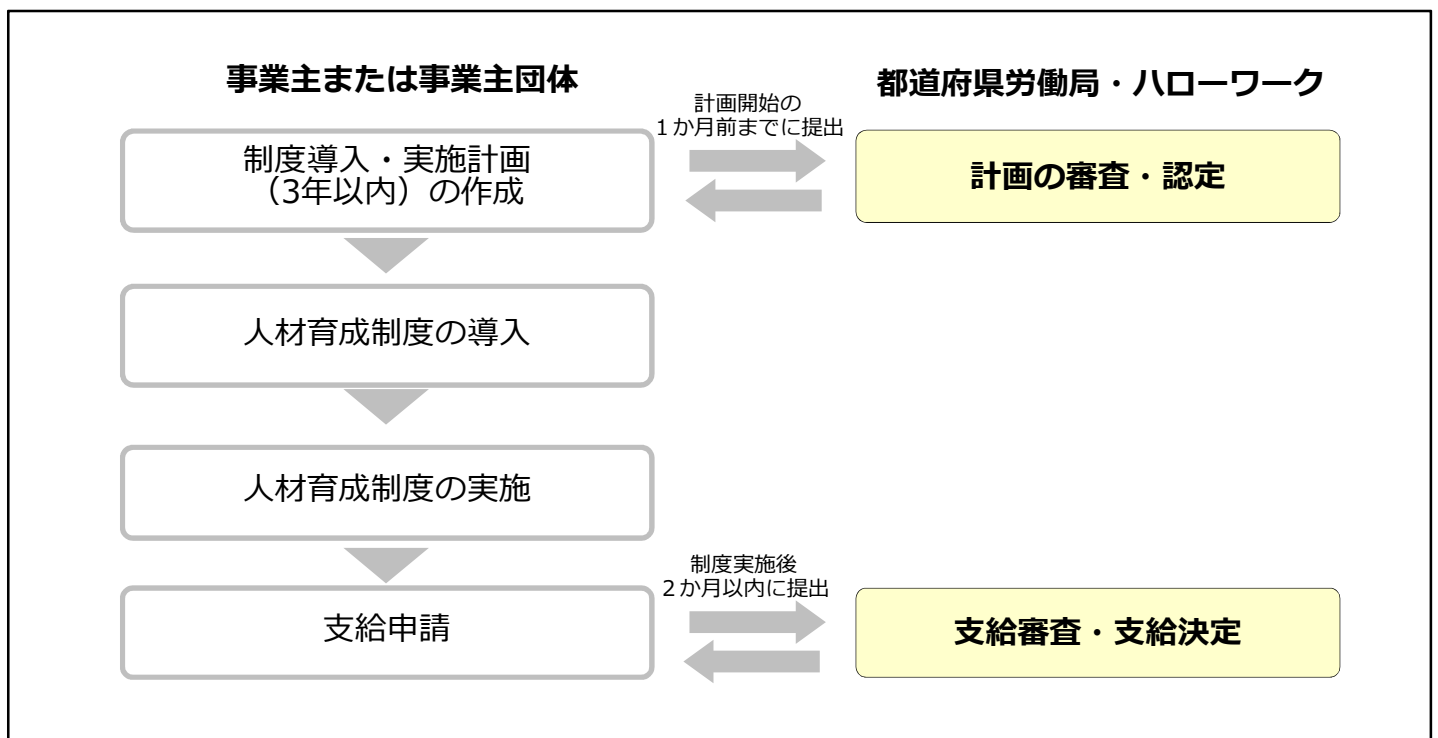 事業主または事業主団体
都道府県労働局・ハローワーク
計画開始の
１か月前までに提出
制度導入・実施計画
（3年以内）の作成
計画の審査・認定
人材育成制度の導入
人材育成制度の実施
制度実施後
２か月以内に提出
支給申請
支給審査・支給決定